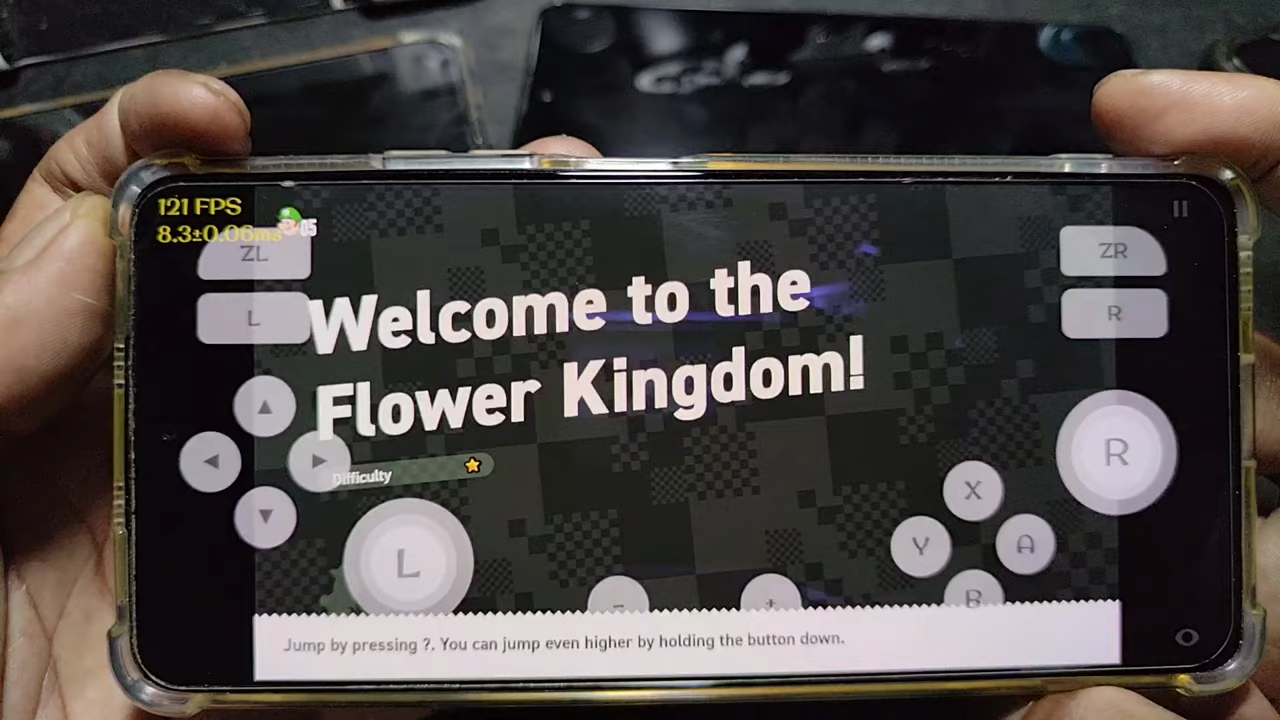 121 FPS
8.3±0.06ms
05
ZL
L
ZR
R
Welcome to the
Flower Kingdom!
Difficulty
L
R
X
Y
A
B
-
+
Jump by pressing ?. You can jump even higher by holding the button down.